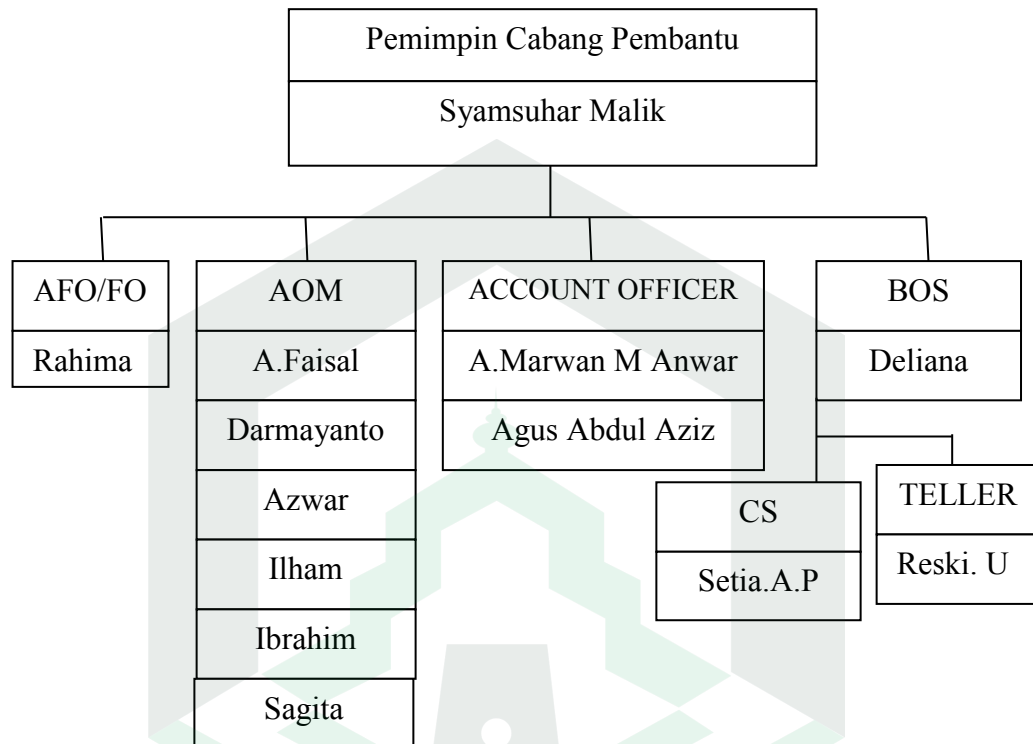 Pemimpin Cabang Pembantu
Syamsuhar Malik
AFO/FO
Rahima
AOM
A.Faisal
Darmayanto
Azwar
Ilham
Ibrahim
Sagita
ACCOUNT OFFICER
A.Marwan M Anwar
Agus Abdul Aziz
BOS
Deliana
CS
Setia.A.P
TELLER
Reski. U